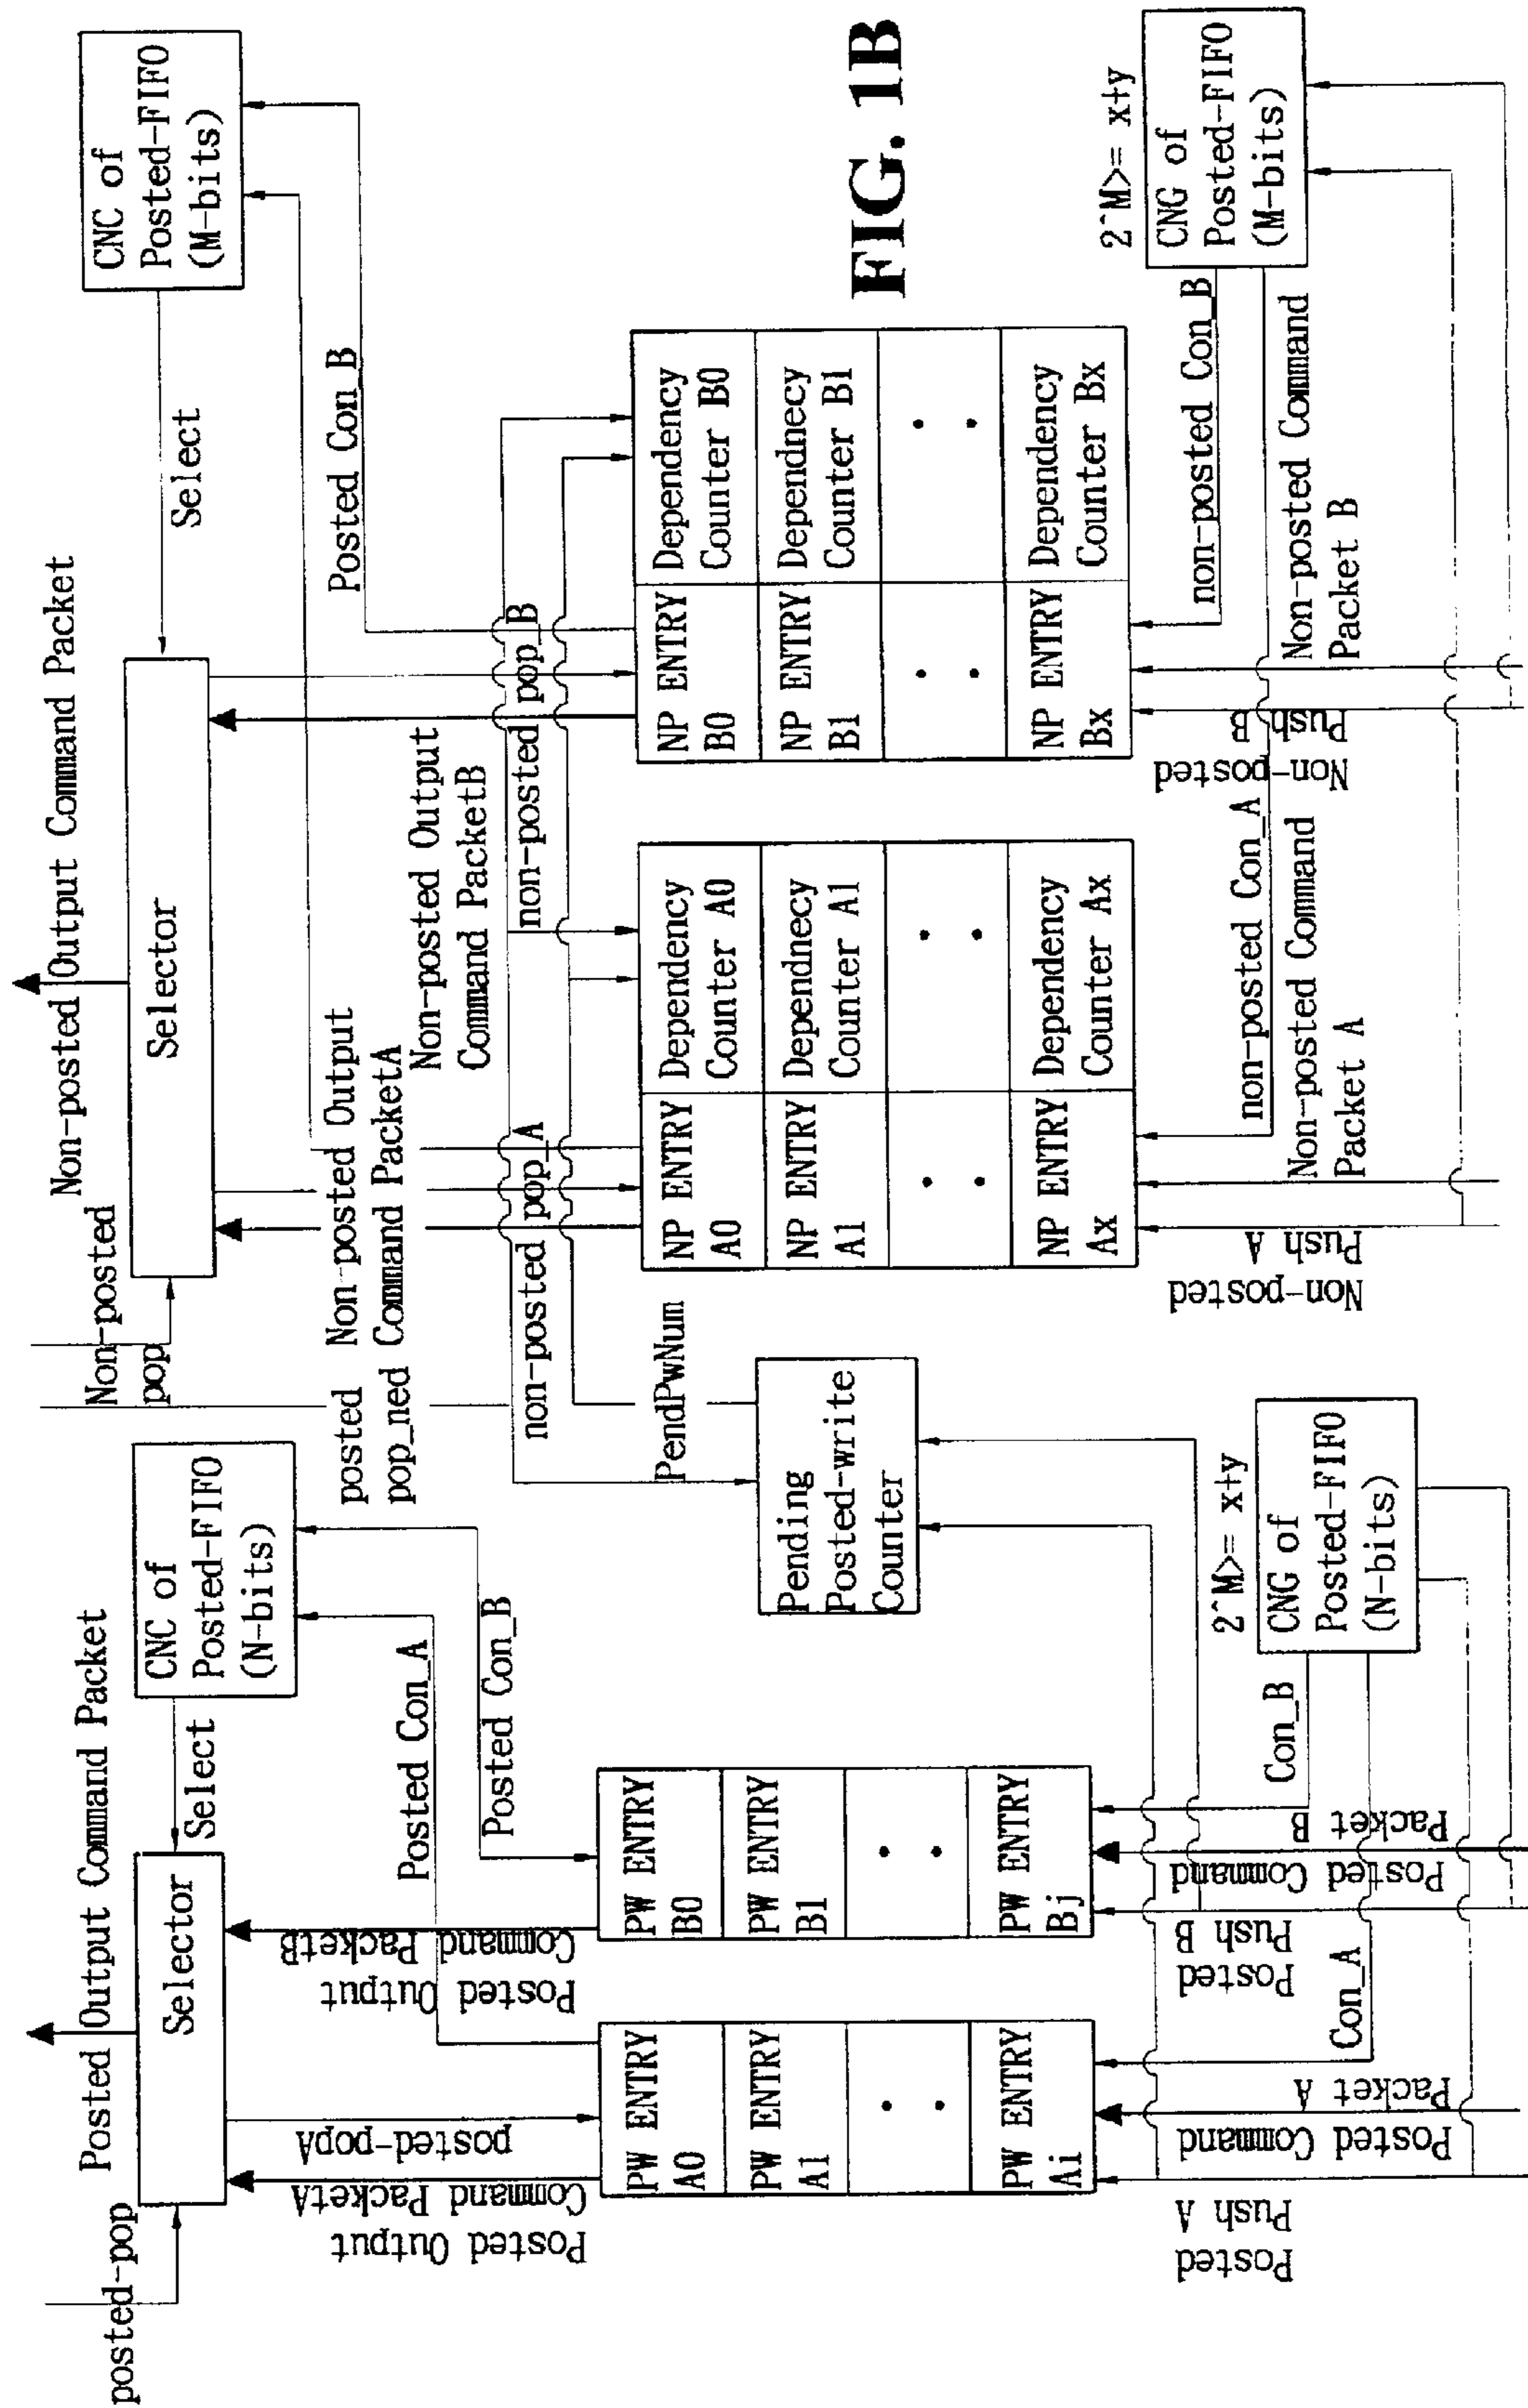 posted-pop
Posted Output Command Packet
Selector
Select
CNC of
Posted-FIFO
(N-bits)
Posted Output
Command PacketA
posted-popA
Posted Output
Command PacketB
Posted Con_A
Posted Con_B
PW ENTRY
A0
PW ENTRY
A1
PW ENTRY
Ai
PW ENTRY
B0
PW ENTRY
B1
PW ENTRY
Bj
Posted
Push A
Posted Command
Packet A
Con_A
Posted
Push B
Posted Command
Packet B
Con_B
2^M>= x+y
CNG of
Posted-FIFO
(N-bits)
Pending
Posted-write
Counter
PendPwNum
posted
pop_ned
Non-posted
pop
Non-posted Output Command Packet
Selector
Select
CNC of
Posted-FIFO
(M-bits)
Non-posted Output
Command PacketA
non-posted pop_A
Non-posted Output
Command PacketB
non-posted pop_B
Posted Con_B
NP ENTRY
A0
Dependency
Counter A0
NP ENTRY
A1
Dependnecy
Counter A1
NP ENTRY
Ax
Dependency
Counter Ax
NP ENTRY
B0
Dependency
Counter B0
NP ENTRY
B1
Dependnecy
Counter B1
NP ENTRY
Bx
Dependency
Counter Bx
Non-posted
Push A
non-posted Con_A
Non-posted Command
Packet A
Non-posted
Push B
non-posted Con_B
Non-posted Command
Packet B
2^M>= x+y
CNG of
Posted-FIFO
(M-bits)
FIG. 1B